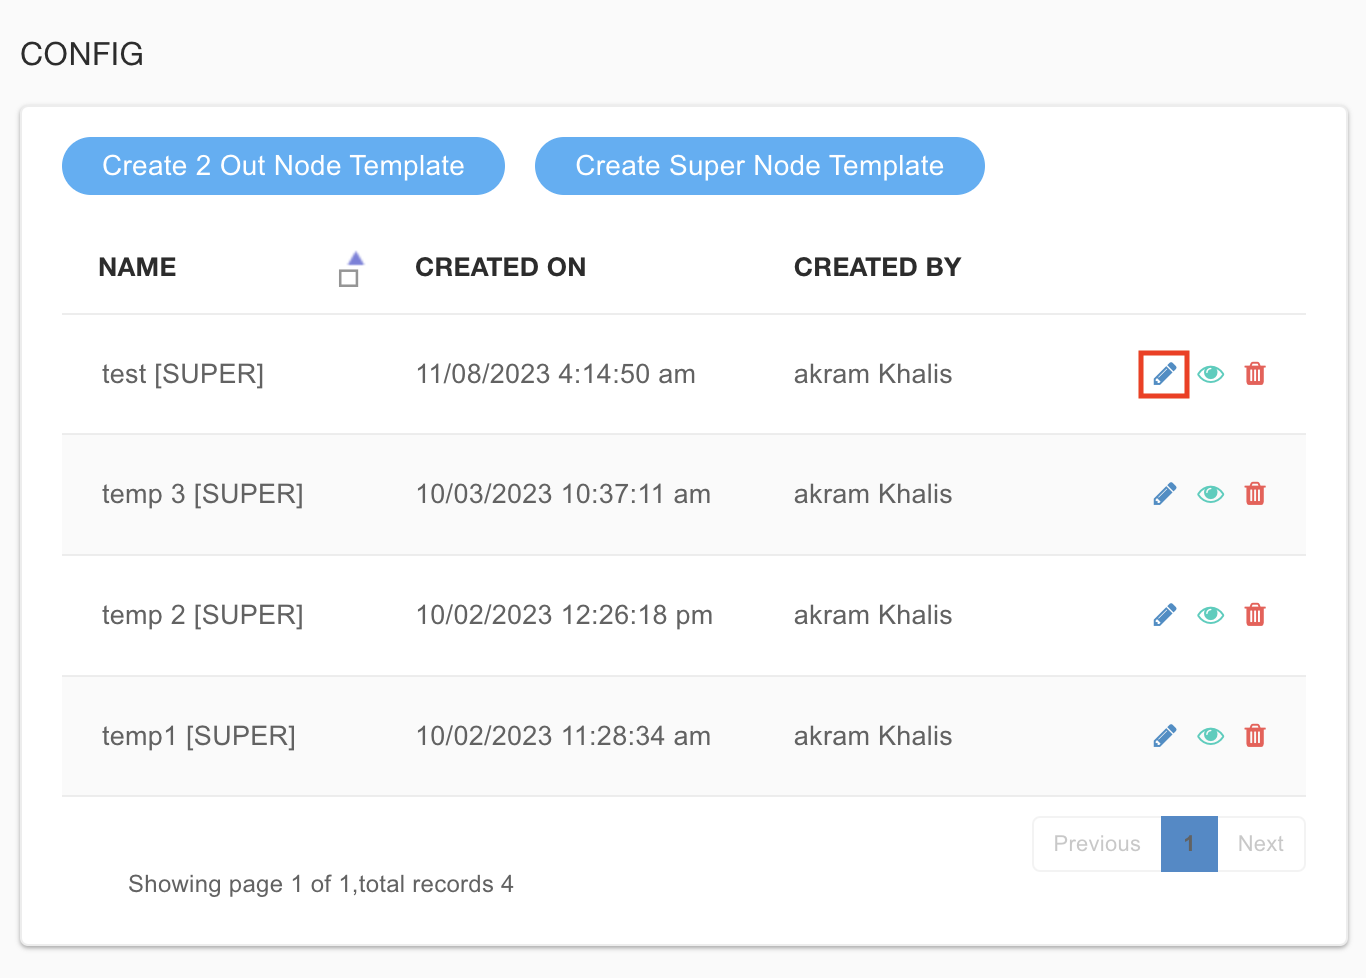 CONFIG
Create 2 Out Node Template Create Super Node Template
NAME CREATED ON CREATED BY
test [SUPER] 11/08/2023 4:14:50 am akram Khalis
temp 3 [SUPER] 10/03/2023 10:37:11 am akram Khalis
temp 2 [SUPER] 10/02/2023 12:26:18 pm akram Khalis
temp1 [SUPER] 10/02/2023 11:28:34 am akram Khalis
Previous 1 Next
Showing page 1 of 1,total records 4